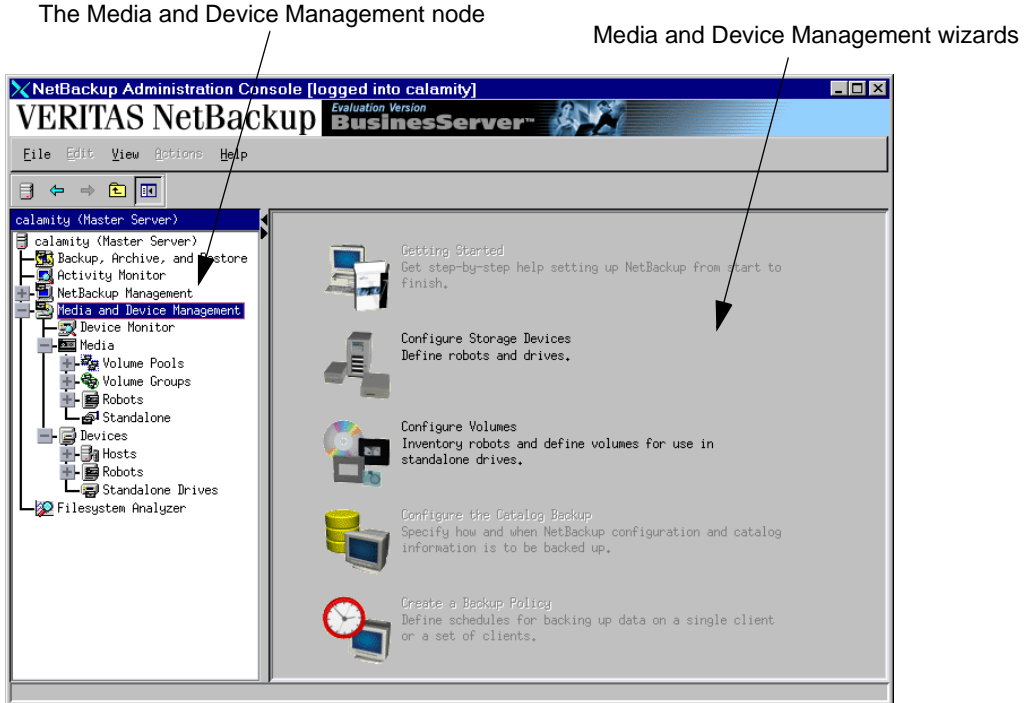 The Media and Device Management node
Media and Device Management wizards
NetBackup Administration Console [logged into calamity]
VERITAS NetBackup Evaluation Version
BusinesServer™
File Edit View Actions Help
calamity (Master Server)
calamity (Master Server)
Backup, Archive, and Restore
Activity Monitor
NetBackup Management
Media and Device Management
Device Monitor
Media
Volume Pools
Volume Groups
Robots
Standalone
Devices
Hosts
Robots
Standalone Drives
Filesystem Analyzer
Getting Started
Get step-by-step help setting up NetBackup from start to
finish.
Configure Storage Devices
Define robots and drives.
Configure Volumes
Inventory robots and define volumes for use in
standalone drives.
Configure the Catalog Backup
Specify how and when NetBackup configuration and catalog
information is to be backed up.
Create a Backup Policy
Define schedules for backing up data on a single client
or a set of clients.